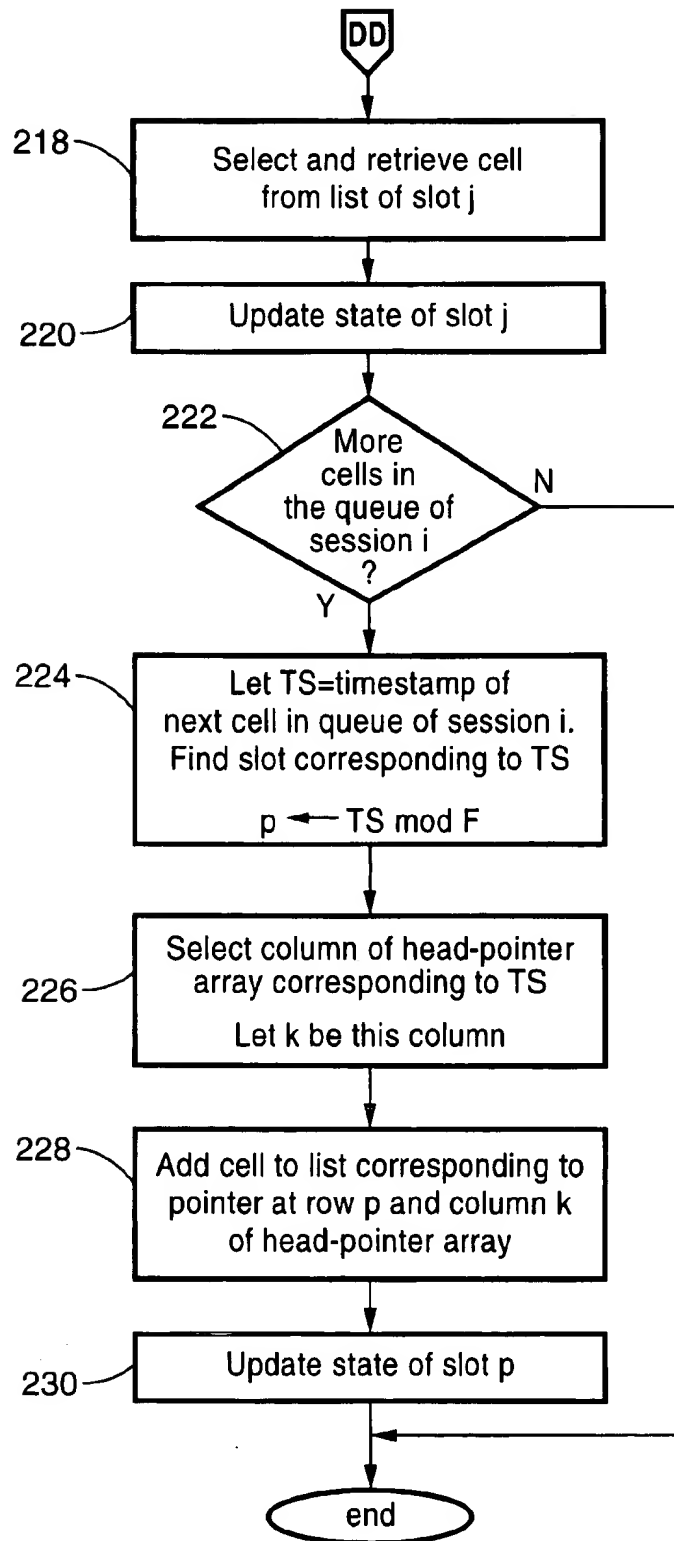 DD
218
Select and retrieve cell
from list of slot j
220
Update state of slot j
222
More
cells in
the queue of
session i
?
N
Y
224
Let TS=timestamp of
next cell in queue of session i.
Find slot corresponding to TS
p ← TS mod F
226
Select column of head-pointer
array corresponding to TS
Let k be this column
228
Add cell to list corresponding to
pointer at row p and column k
of head-pointer array
230
Update state of slot p
end